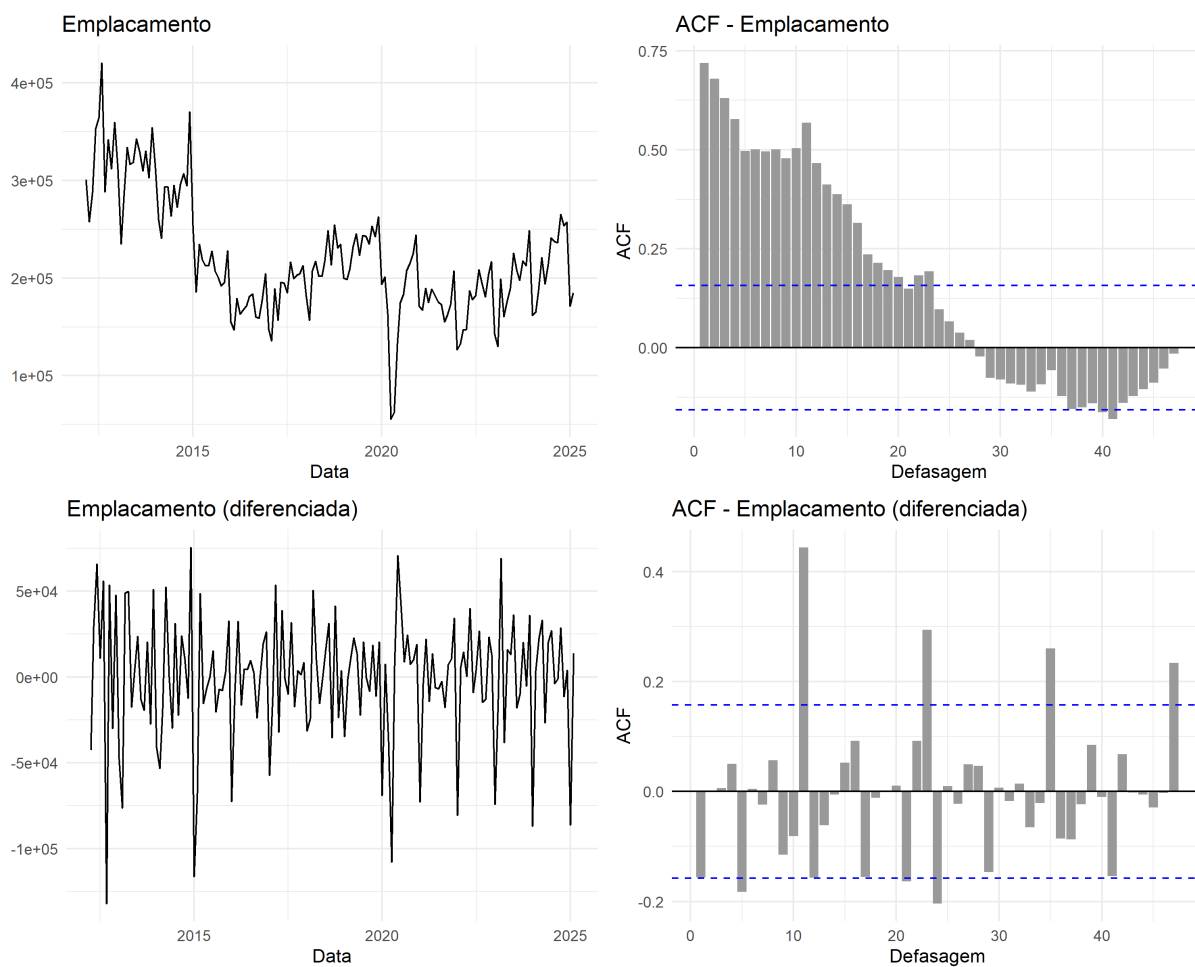 Emplacamento
4e+05
3e+05
2e+05
1e+05
2015
2020
2025
Data
ACF - Emplacamento
0.75
0.50
0.25
0.00
ACF
0
10
20
30
40
Defasagem
Emplacamento (diferenciada)
5e+04
0e+00
-5e+04
-1e+05
2015
2020
2025
Data
ACF - Emplacamento (diferenciada)
0.4
0.2
0.0
-0.2
ACF
0
10
20
30
40
Defasagem